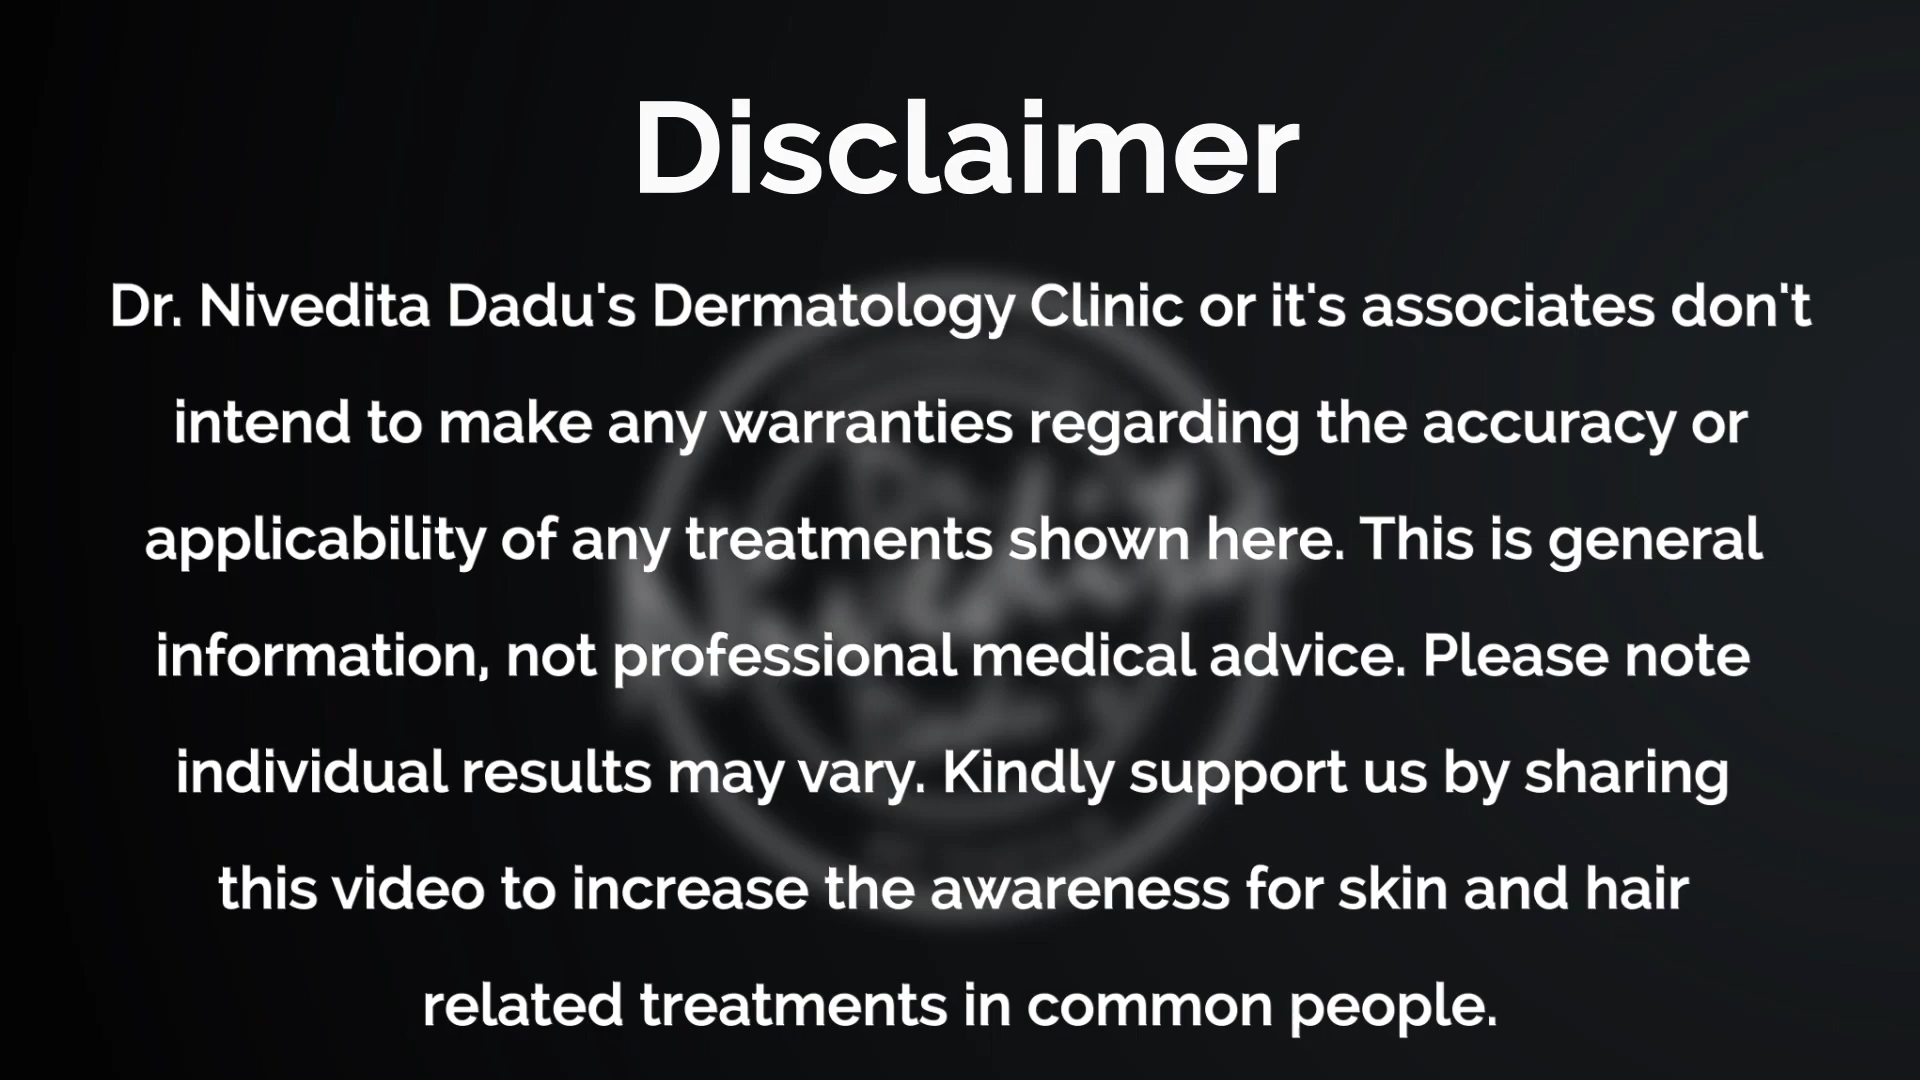 Disclaimer
Dr. Nivedita Dadu's Dermatology Clinic or it's associates don't
intend to make any warranties regarding the accuracy or
applicability of any treatments shown here. This is general
information, not professional medical advice. Please note
individual results may vary. Kindly support us by sharing
this video to increase the awareness for skin and hair
related treatments in common people.